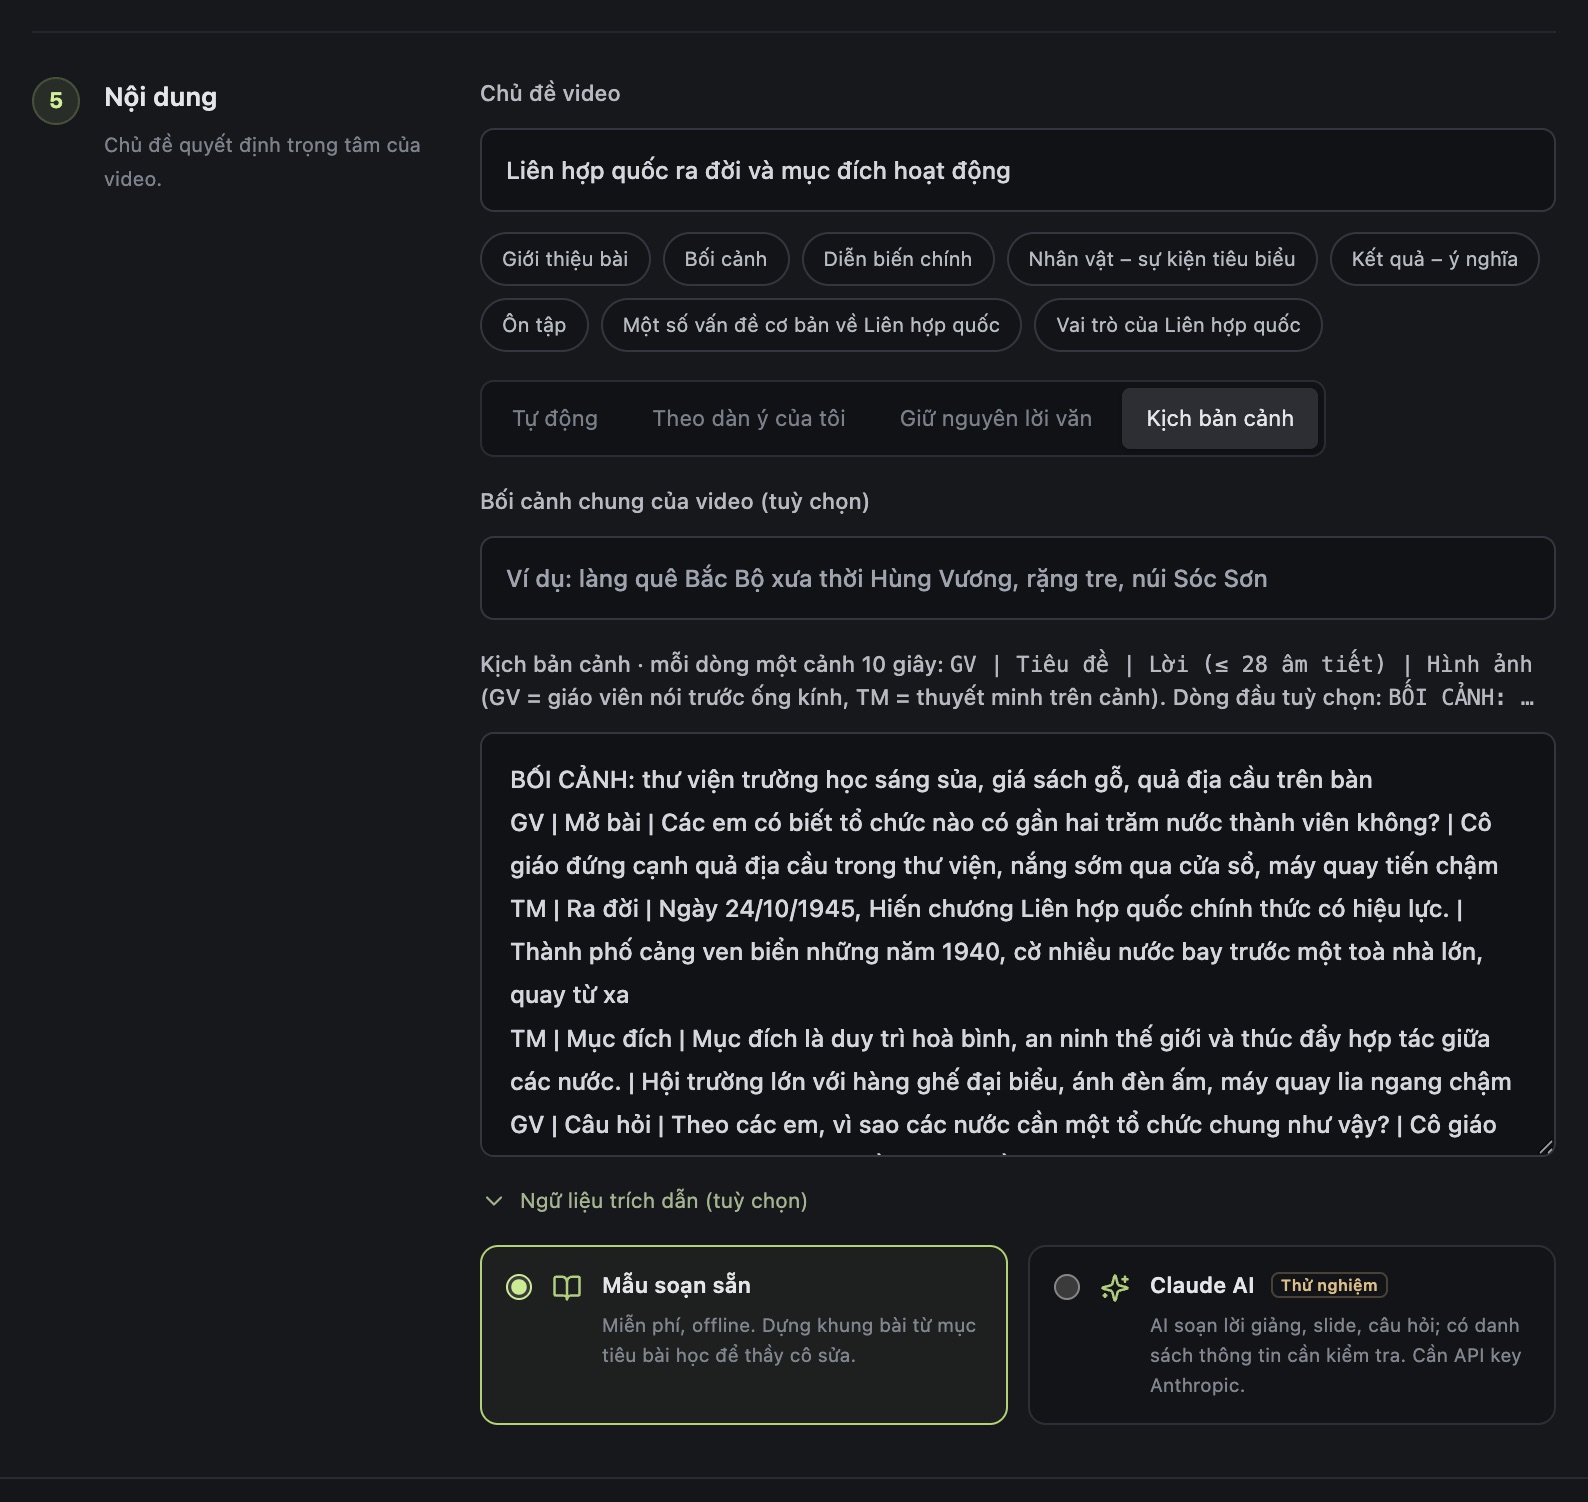 5
Nội dung
Chủ đề quyết định trọng tâm của
video.
Chủ đề video
Liên hợp quốc ra đời và mục đích hoạt động
Giới thiệu bài
Bối cảnh
Diễn biến chính
Nhân vật – sự kiện tiêu biểu
Kết quả – ý nghĩa
Ôn tập
Một số vấn đề cơ bản về Liên hợp quốc
Vai trò của Liên hợp quốc
Tự động
Theo dàn ý của tôi
Giữ nguyên lời văn
Kịch bản cảnh
Bối cảnh chung của video (tuỳ chọn)
Ví dụ: làng quê Bắc Bộ xưa thời Hùng Vương, rặng tre, núi Sóc Sơn
Kịch bản cảnh · mỗi dòng một cảnh 10 giây: GV | Tiêu đề | Lời (≤ 28 âm tiết) | Hình ảnh
(GV = giáo viên nói trước ống kính, TM = thuyết minh trên cảnh). Dòng đầu tuỳ chọn: BỐI CẢNH: …
BỐI CẢNH: thư viện trường học sáng sủa, giá sách gỗ, quả địa cầu trên bàn
GV | Mở bài | Các em có biết tổ chức nào có gần hai trăm nước thành viên không? | Cô
giáo đứng cạnh quả địa cầu trong thư viện, nắng sớm qua cửa sổ, máy quay tiến chậm
TM | Ra đời | Ngày 24/10/1945, Hiến chương Liên hợp quốc chính thức có hiệu lực. |
Thành phố cảng ven biển những năm 1940, cờ nhiều nước bay trước một toà nhà lớn,
quay từ xa
TM | Mục đích | Mục đích là duy trì hoà bình, an ninh thế giới và thúc đẩy hợp tác giữa
các nước. | Hội trường lớn với hàng ghế đại biểu, ánh đèn ấm, máy quay lia ngang chậm
GV | Câu hỏi | Theo các em, vì sao các nước cần một tổ chức chung như vậy? | Cô giáo
Ngữ liệu trích dẫn (tuỳ chọn)
Mẫu soạn sẵn
Miễn phí, offline. Dựng khung bài từ mục
tiêu bài học để thầy cô sửa.
Claude AI
Thử nghiệm
AI soạn lời giảng, slide, câu hỏi; có danh
sách thông tin cần kiểm tra. Cần API key
Anthropic.